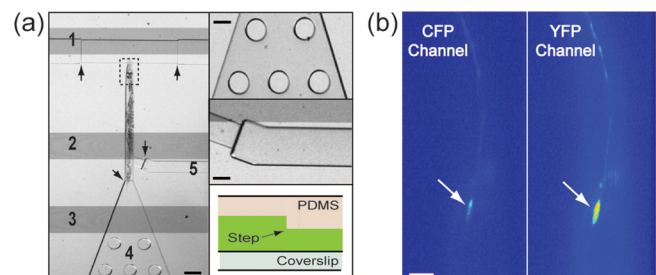 (a)
1
2
3
4
5
PDMS
Step
Coverslip
(b)
CFP
Channel
YFP
Channel